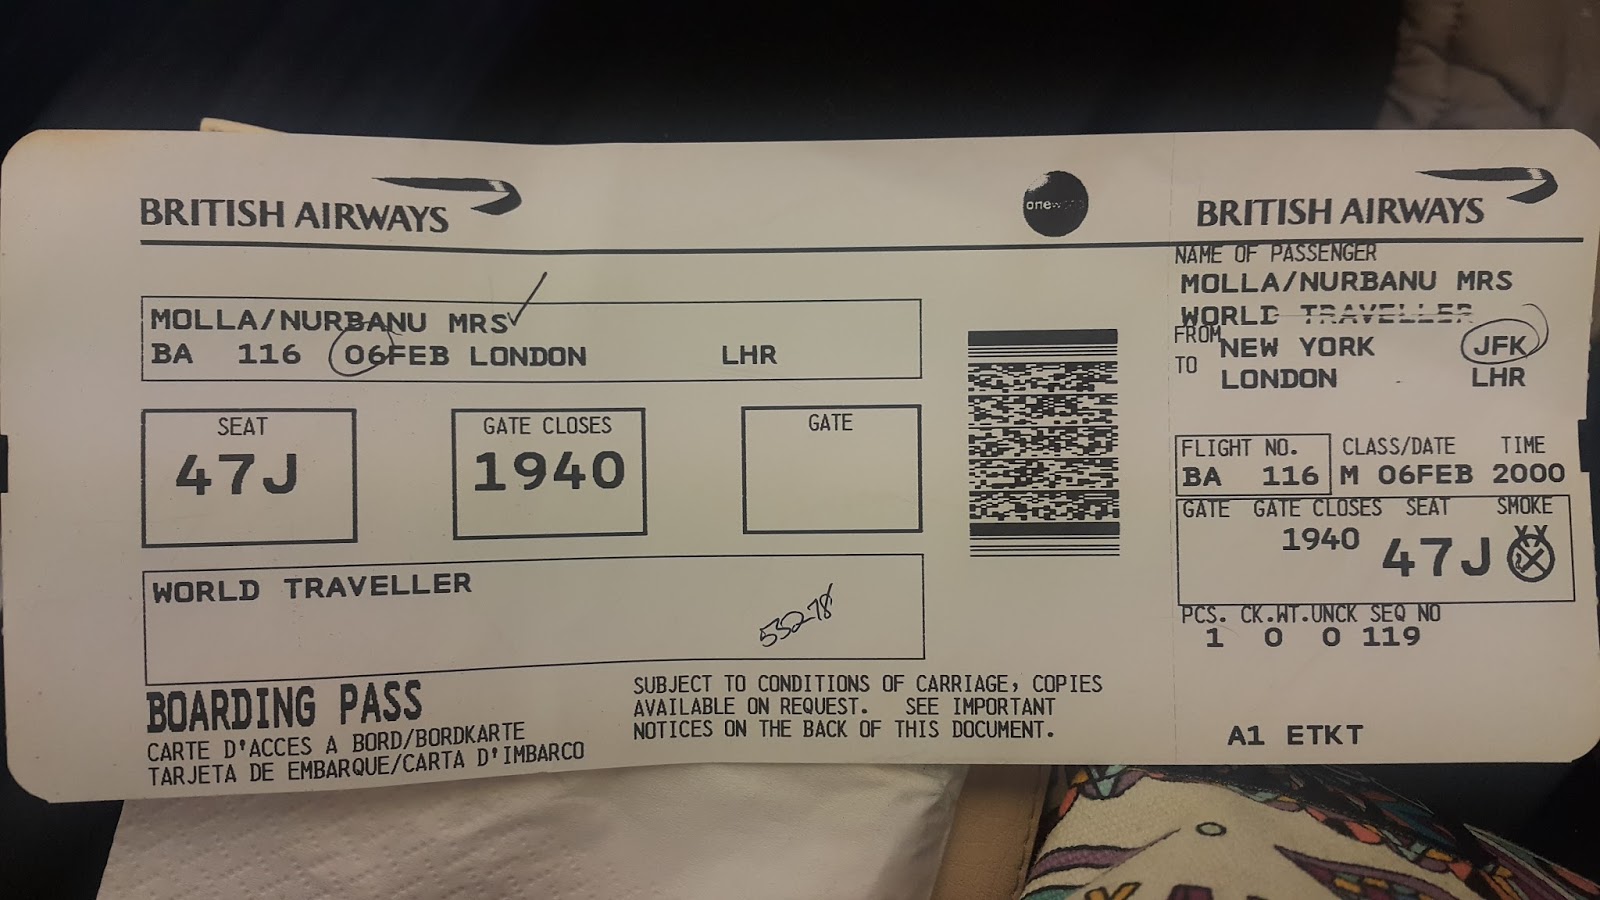 BRITISH AIRWAYS
oneworld
MOLLA/NURBANU MRS
BA 116 06FEB LONDON LHR
SEAT
47J
GATE CLOSES
1940
GATE
WORLD TRAVELLER
53278
BOARDING PASS
CARTE D'ACCES A BORD/BORDKARTE
TARJETA DE EMBARQUE/CARTA D'IMBARCO
SUBJECT TO CONDITIONS OF CARRIAGE, COPIES
AVAILABLE ON REQUEST. SEE IMPORTANT
NOTICES ON THE BACK OF THIS DOCUMENT.
BRITISH AIRWAYS
NAME OF PASSENGER
MOLLA/NURBANU MRS
WORLD TRAVELLER
FROM NEW YORK JFK
TO LONDON LHR
FLIGHT NO. CLASS/DATE TIME
BA 116 M 06FEB 2000
GATE GATE CLOSES SEAT SMOKE
1940 47J
PCS. CK.WT.UNCK SEQ NO
1 0 0 119
A1 ETKT